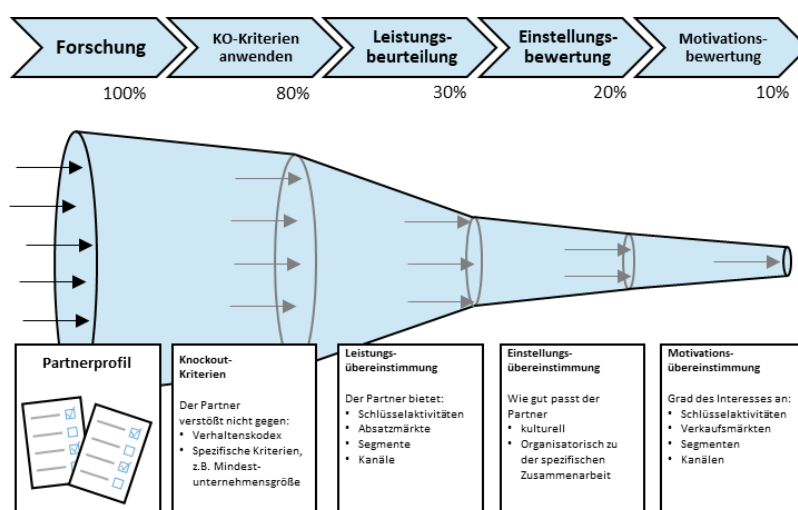 Forschung
KO-Kriterien
anwenden
Leistungs-
beurteilung
Einstellungs-
bewertung
Motivations-
bewertung
100%
80%
30%
20%
10%
Partnerprofil
Knockout-
Kriterien
Der Partner
verstößt nicht gegen:
• Verhaltenskodex
• Spezifische Kriterien,
z.B. Mindest-
unternehmensgröße
Leistungs-
übereinstimmung
Der Partner bietet:
• Schlüsselaktivitäten
• Absatzmärkte
• Segmente
• Kanäle
Einstellungs-
übereinstimmung
Wie gut passt der
Partner
• kulturell
• Organisatorisch zu
der spezifischen
Zusammenarbeit
Motivations-
übereinstimmung
Grad des Interesses an:
• Schlüsselaktivitäten
• Verkaufsmärkten
• Segmenten
• Kanälen